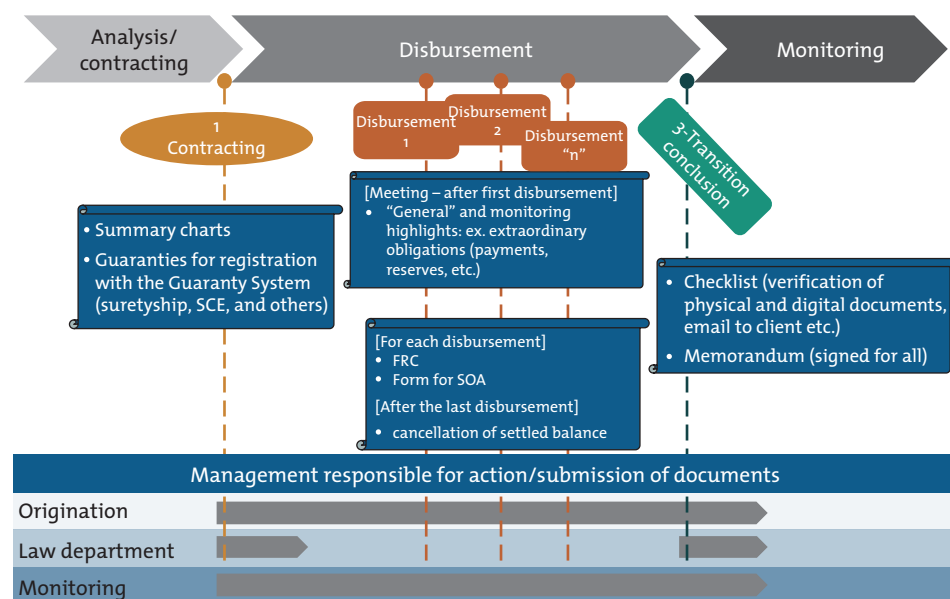 Analysis/
contracting
Disbursement
Monitoring
1
Contracting
Disbursement
1
Disbursement
2
Disbursement
“n”
3-Transition
conclusion
• Summary charts
• Guaranties for registration
with the Guaranty System
(suretyship, SCE, and others)
[Meeting – after first disbursement]
• “General” and monitoring
highlights: ex. extraordinary
obligations (payments,
reserves, etc.)
[For each disbursement]
• FRC
• Form for SOA
[After the last disbursement]
• cancellation of settled balance
• Checklist (verification of
physical and digital documents,
email to client etc.)
• Memorandum (signed for all)
Management responsible for action/submission of documents
Origination
Law department
Monitoring